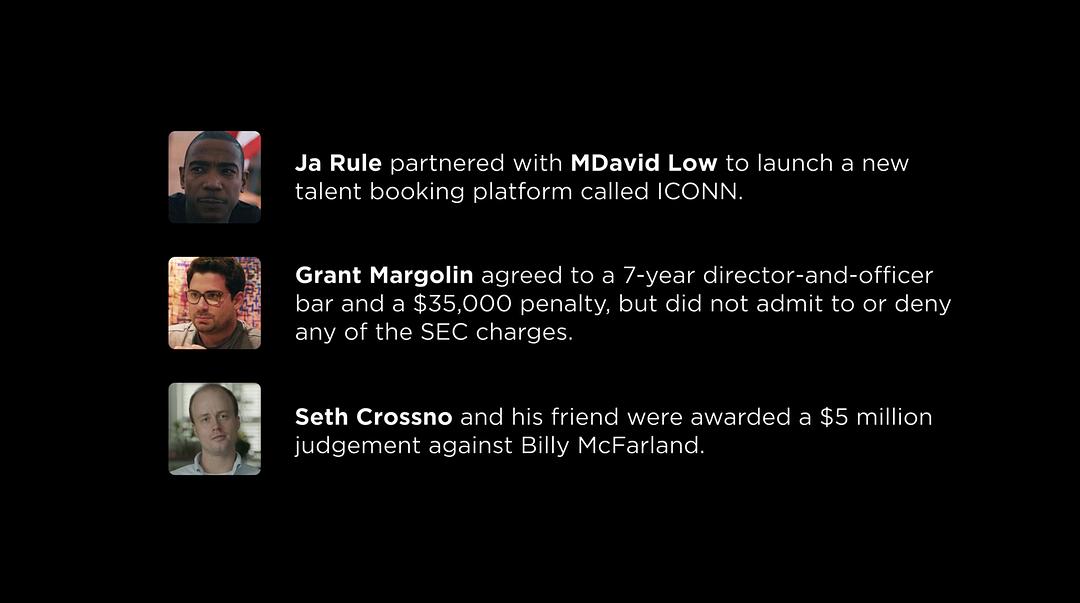 Ja Rule partnered with MDavid Low to launch a new
talent booking platform called ICONN.
Grant Margolin agreed to a 7-year director-and-officer
bar and a $35,000 penalty, but did not admit to or deny
any of the SEC charges.
Seth Crossno and his friend were awarded a $5 million
judgement against Billy McFarland.